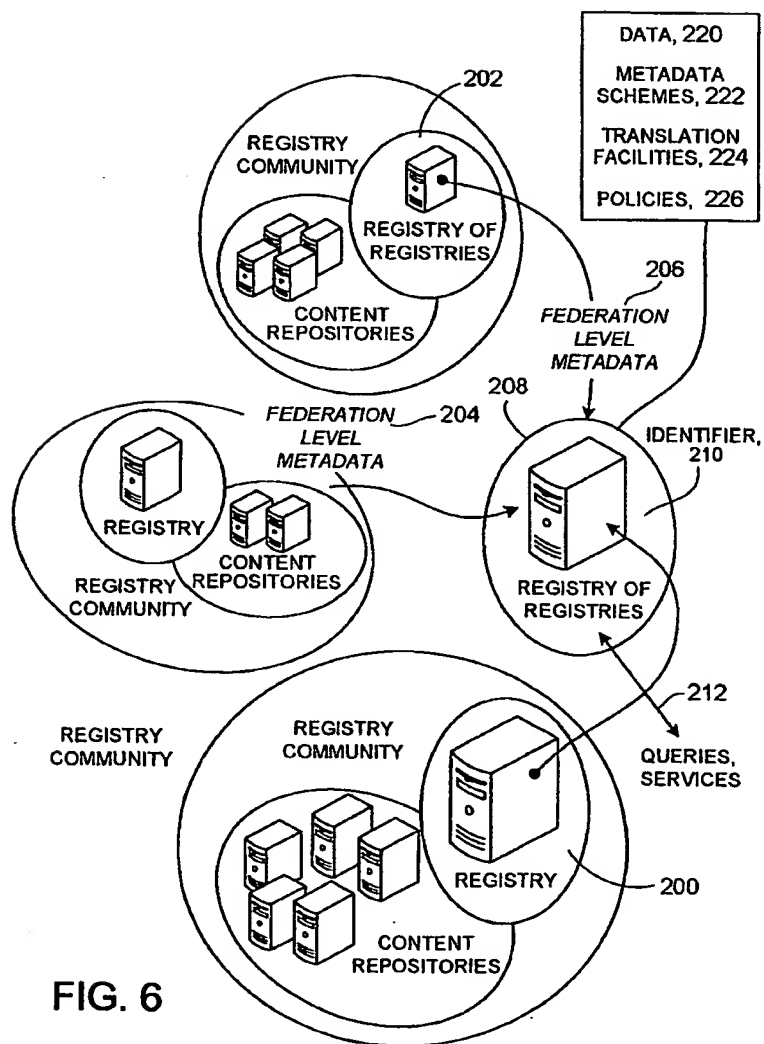 DATA, 220
METADATA
SCHEMES, 222
TRANSLATION
FACILITIES, 224
POLICIES, 226
202
REGISTRY
COMMUNITY
REGISTRY OF
REGISTRIES
CONTENT
REPOSITORIES
206
FEDERATION
LEVEL
METADATA
FEDERATION
LEVEL
METADATA
204
208
IDENTIFIER,
210
REGISTRY
CONTENT
REPOSITORIES
REGISTRY
COMMUNITY
REGISTRY OF
REGISTRIES
212
QUERIES,
SERVICES
REGISTRY
COMMUNITY
REGISTRY
COMMUNITY
REGISTRY
200
CONTENT
REPOSITORIES
FIG. 6